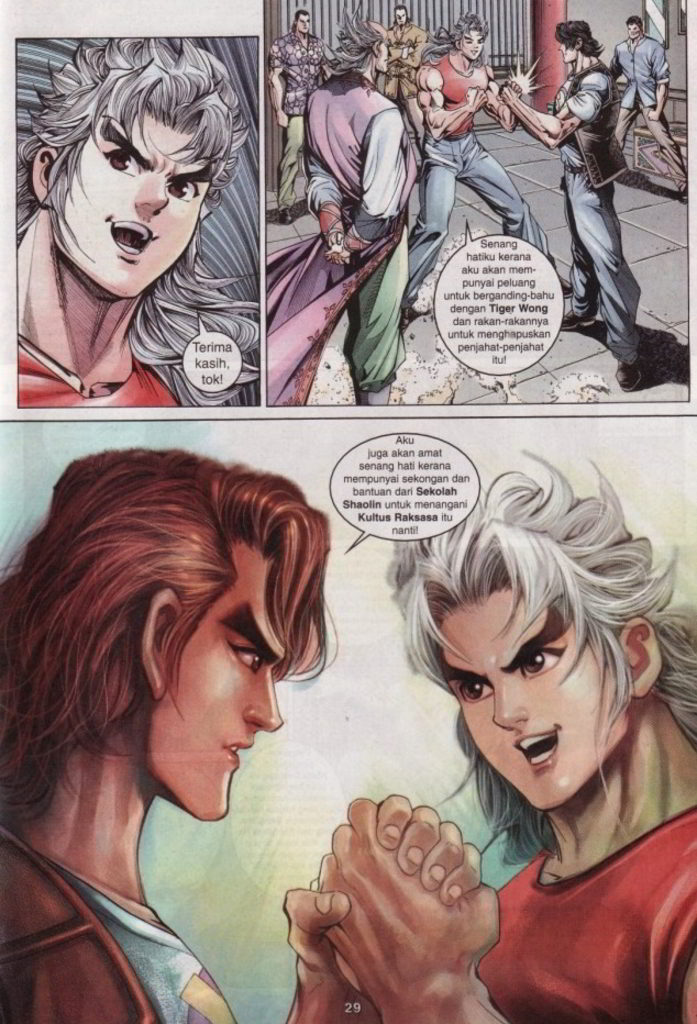 Terima
kasih,
tok!
Senang
hatiku kerana
aku akan mem-
punyai peluang
untuk berganding-bahu
dengan Tiger Wong
dan rakan-rakannya
untuk menghapuskan
penjahat-penjahat
itu!
Aku
juga akan amat
senang hati kerana
mempunyai sekongan dan
bantuan dari Sekolah
Shaolin untuk menangani
Kultus Raksasa itu
nanti!
29